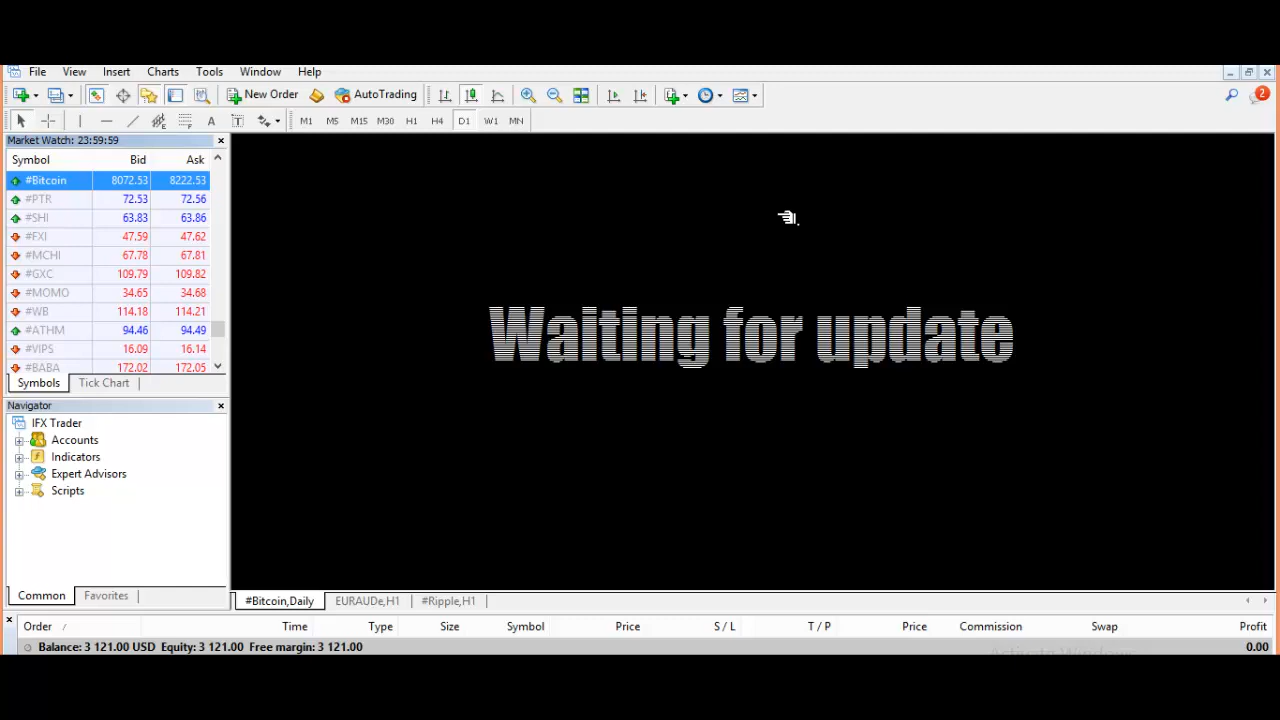 File View Insert Charts Tools Window Help
New Order AutoTrading 2
A T M1 M5 M15 M30 H1 H4 D1 W1 MN
Market Watch: 23:59:59
Symbol Bid Ask
#Bitcoin 8072.53 8222.53
#PTR 72.53 72.56
#SHI 63.83 63.86
#FXI 47.59 47.62
#MCHI 67.78 67.81
#GXC 109.79 109.82
#MOMO 34.65 34.68
#WB 114.18 114.21
#ATHM 94.46 94.49
#VIPS 16.09 16.14
#BABA 172.02 172.05
Symbols Tick Chart
Waiting for update
Navigator
IFX Trader
Accounts
Indicators
Expert Advisors
Scripts
Common Favorites
#Bitcoin,Daily EURAUDe,H1 #Ripple,H1
Order / Time Type Size Symbol Price S / L T / P Price Commission Swap Profit
Balance: 3 121.00 USD Equity: 3 121.00 Free margin: 3 121.00 0.00